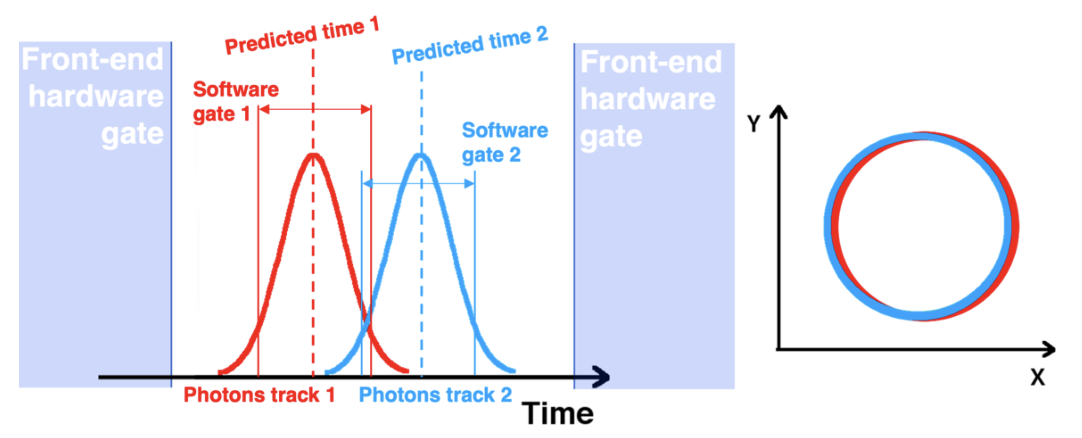 Front-end
hardware
gate
Predicted time 1
Predicted time 2
Software
gate 1
Software
gate 2
Front-end
hardware
gate
Photons track 1
Photons track 2
Time
Y
X